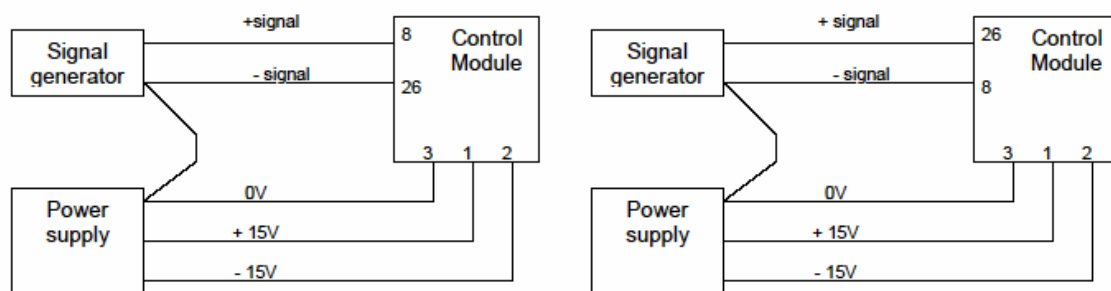 +signal
Signal
generator
- signal
8
26
Control
Module
3 1 2
Power
supply
0V
+ 15V
- 15V
+ signal
Signal
generator
- signal
26
8
Control
Module
3 1 2
Power
supply
0V
+ 15V
- 15V